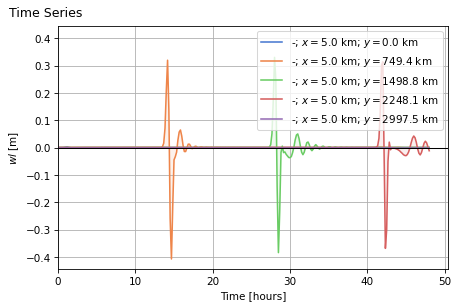 Time Series
0.4
0.3
0.2
0.1
0.0
−0.1
−0.2
−0.3
−0.4
wl [m]
-; x = 5.0 km; y = 0.0 km
-; x = 5.0 km; y = 749.4 km
-; x = 5.0 km; y = 1498.8 km
-; x = 5.0 km; y = 2248.1 km
-; x = 5.0 km; y = 2997.5 km
0 10 20 30 40 50
Time [hours]